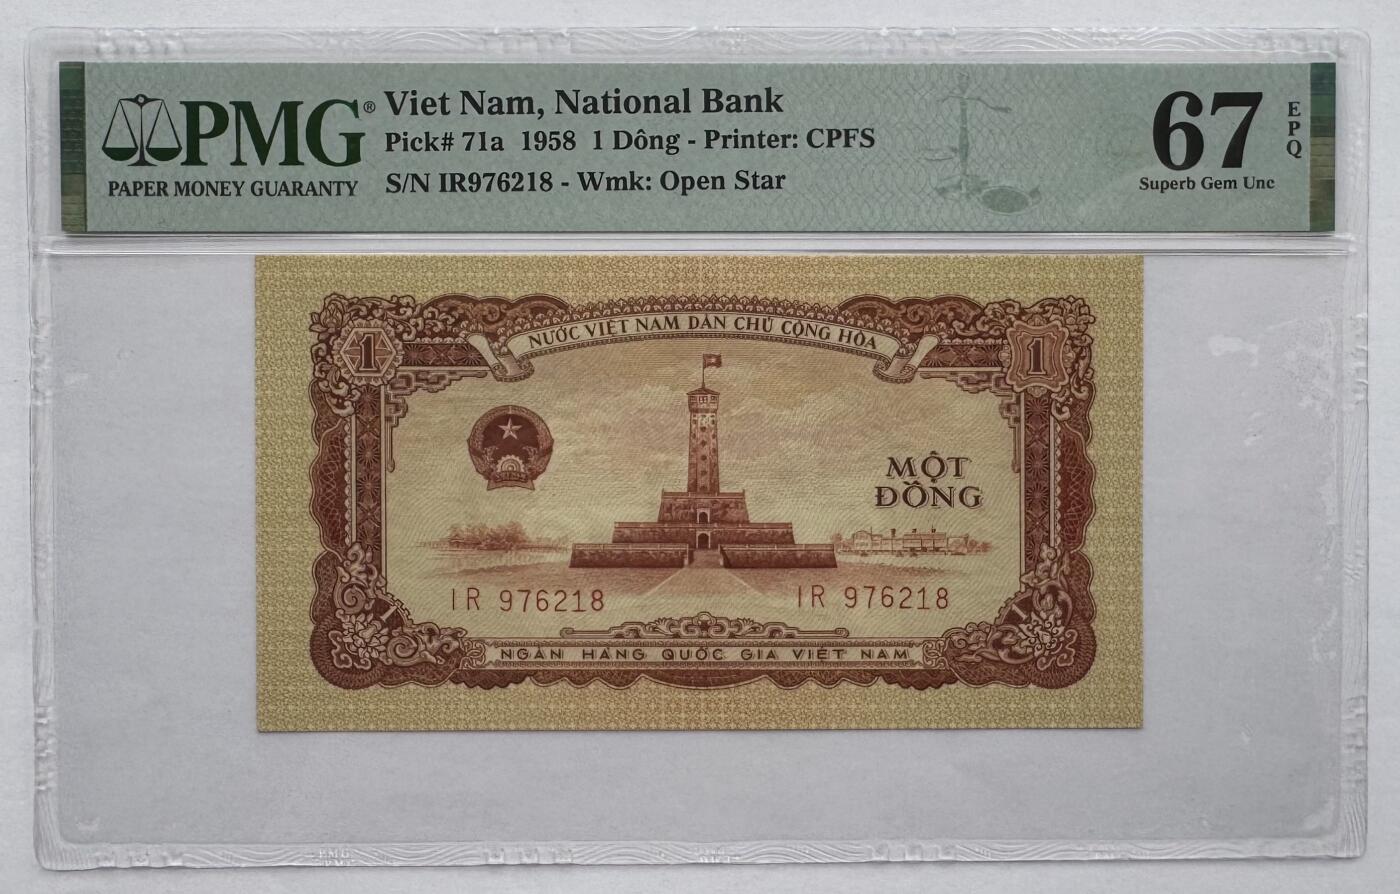 PMG®
PAPER MONEY GUARANTY
Viet Nam, National Bank
Pick# 71a 1958 1 Dông - Printer: CPFS
S/N IR976218 - Wmk: Open Star
67
EPQ
Superb Gem Unc
NƯỚC VIỆT NAM DÂN CHỦ CỘNG HÒA
1
1
MỘT
ĐỒNG
IR 976218
IR 976218
NGÂN HÀNG QUỐC GIA VIỆT NAM
PMG